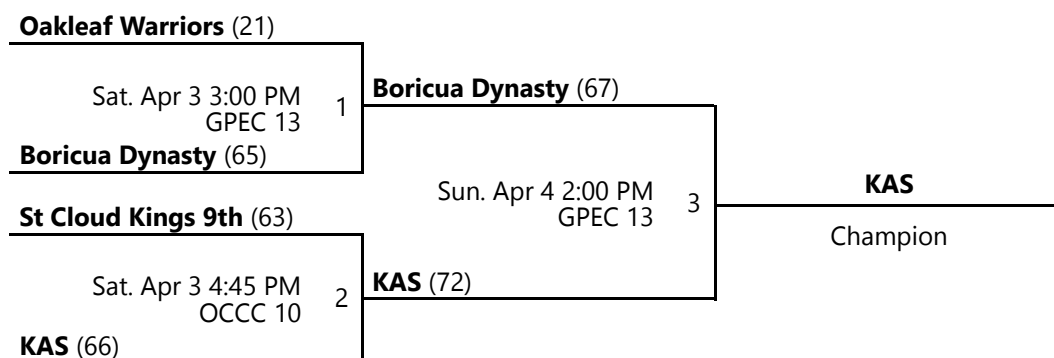 Oakleaf Warriors (21)
Sat. Apr 3 3:00 PM
GPEC 13
1
Boricua Dynasty (65)
Boricua Dynasty (67)
St Cloud Kings 9th (63)
Sat. Apr 3 4:45 PM
OCCC 10
2
KAS (66)
KAS (72)
Sun. Apr 4 2:00 PM
GPEC 13
3
KAS
Champion